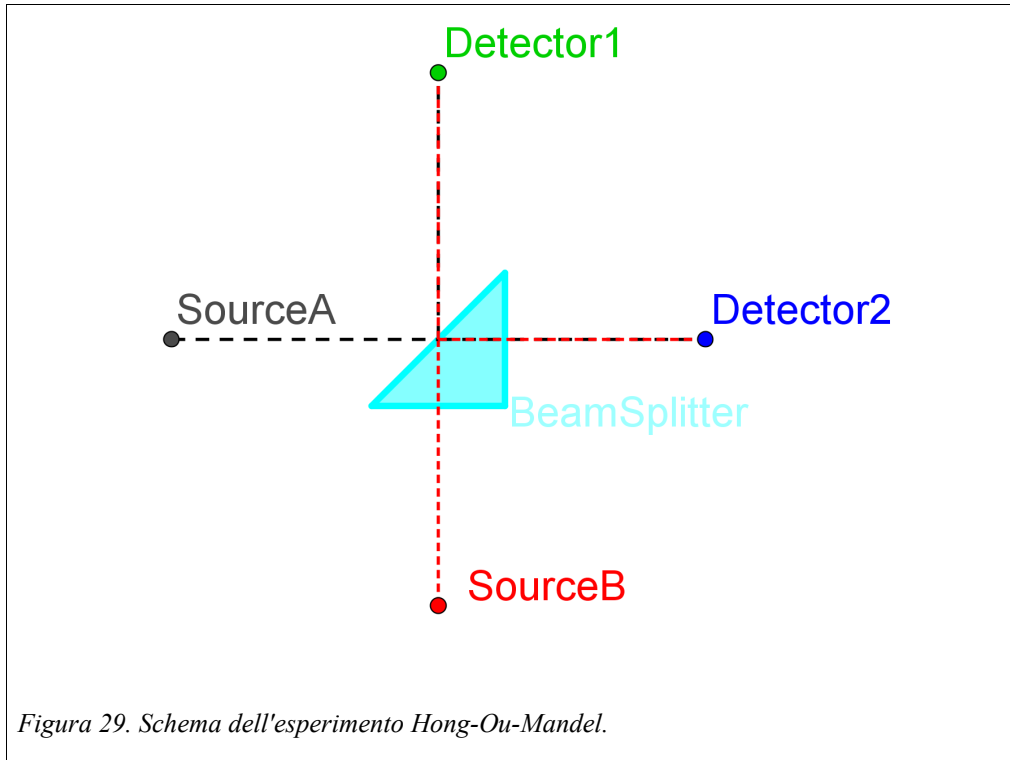 Detector1
SourceA
Detector2
BeamSplitter
SourceB
Figura 29. Schema dell'esperimento Hong-Ou-Mandel.